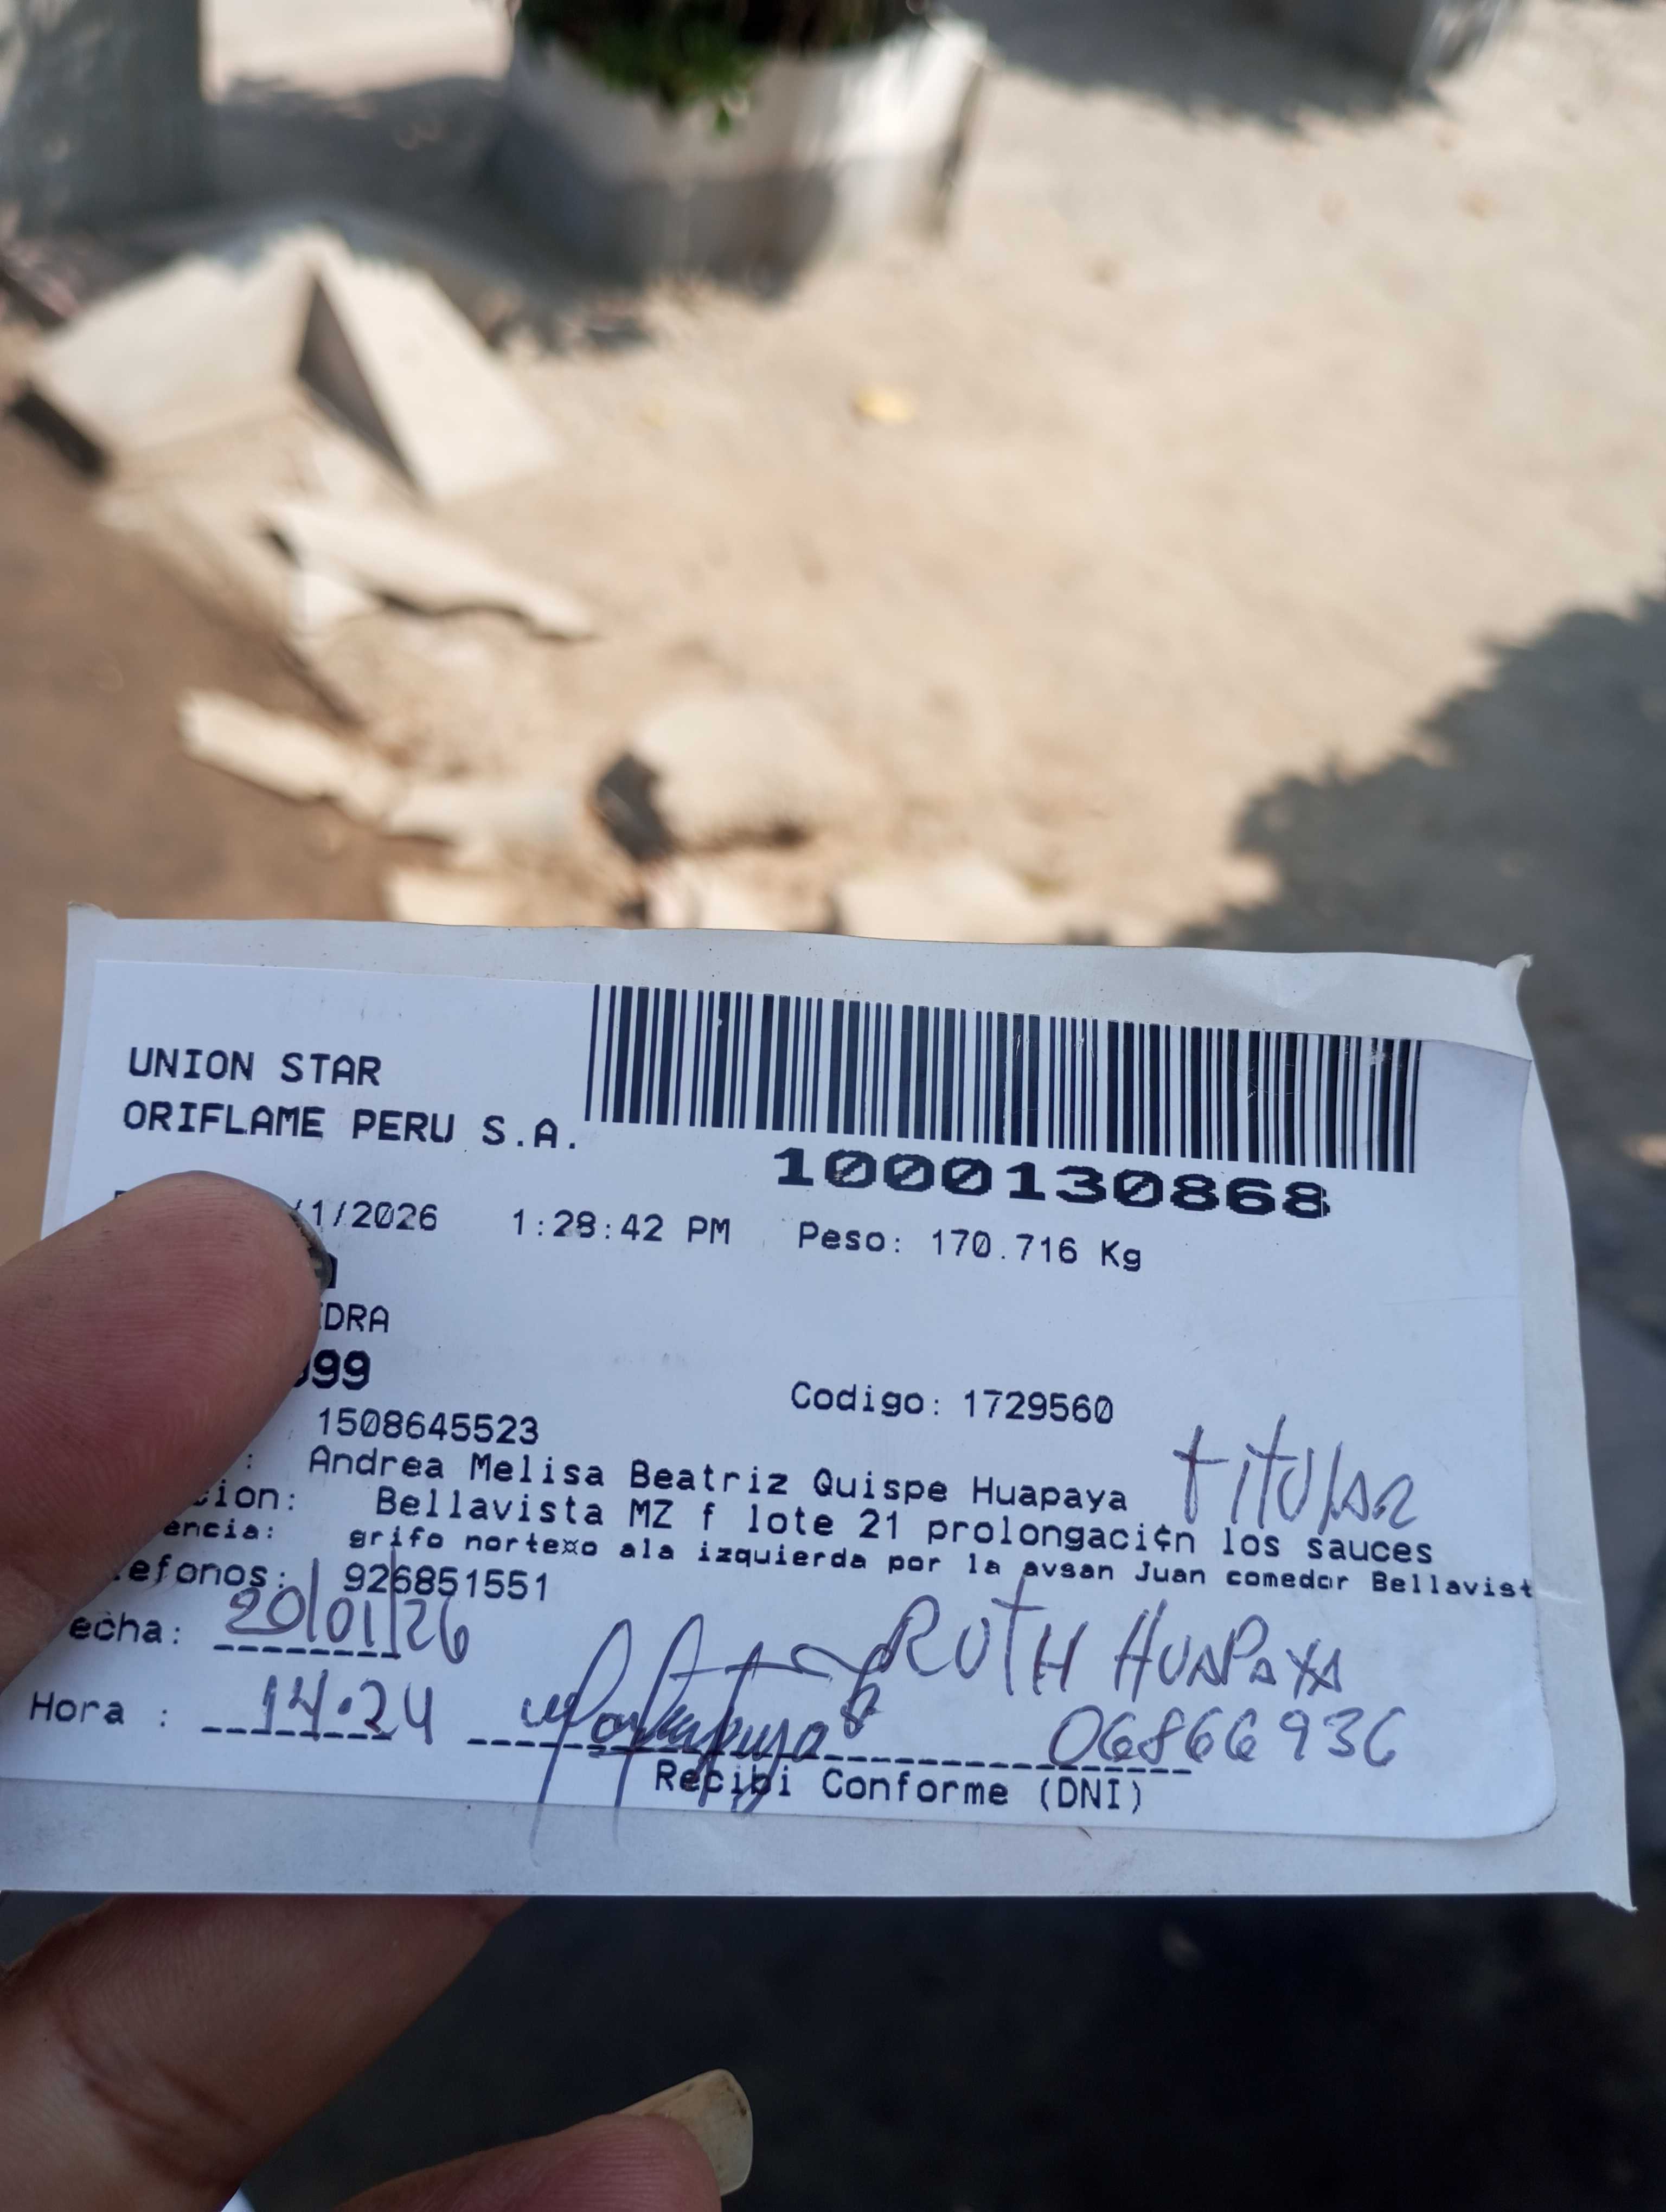 UNION STAR
ORIFLAME PERU S.A.
1000130868
/1/2026 1:28:42 PM Peso: 170.716 Kg
DRA
99
Codigo: 1729560
1508645523
: Andrea Melisa Beatriz Quispe Huapaya titular
cion: Bellavista MZ f lote 21 prolongaci¢n los sauces
encia: grifo nortexo ala izquierda por la avsan Juan comedor Bellavist
efonos: 926851551
echa: 20/01/26 RUTH HUAPAYA
Hora : 14.24 06866936
Recibi Conforme (DNI)